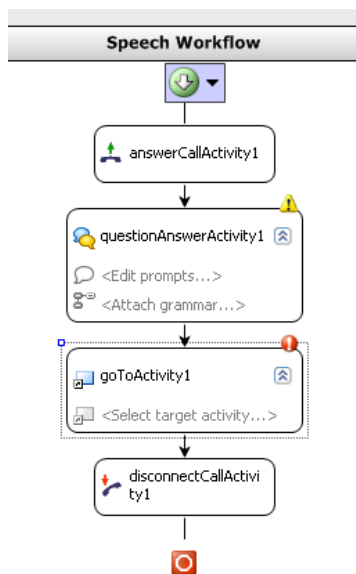 Speech Workflow
answerCallActivity1
questionAnswerActivity1
<Edit prompts...>
<Attach grammar...>
goToActivity1
<Select target activity...>
disconnectCallActivi
ty1